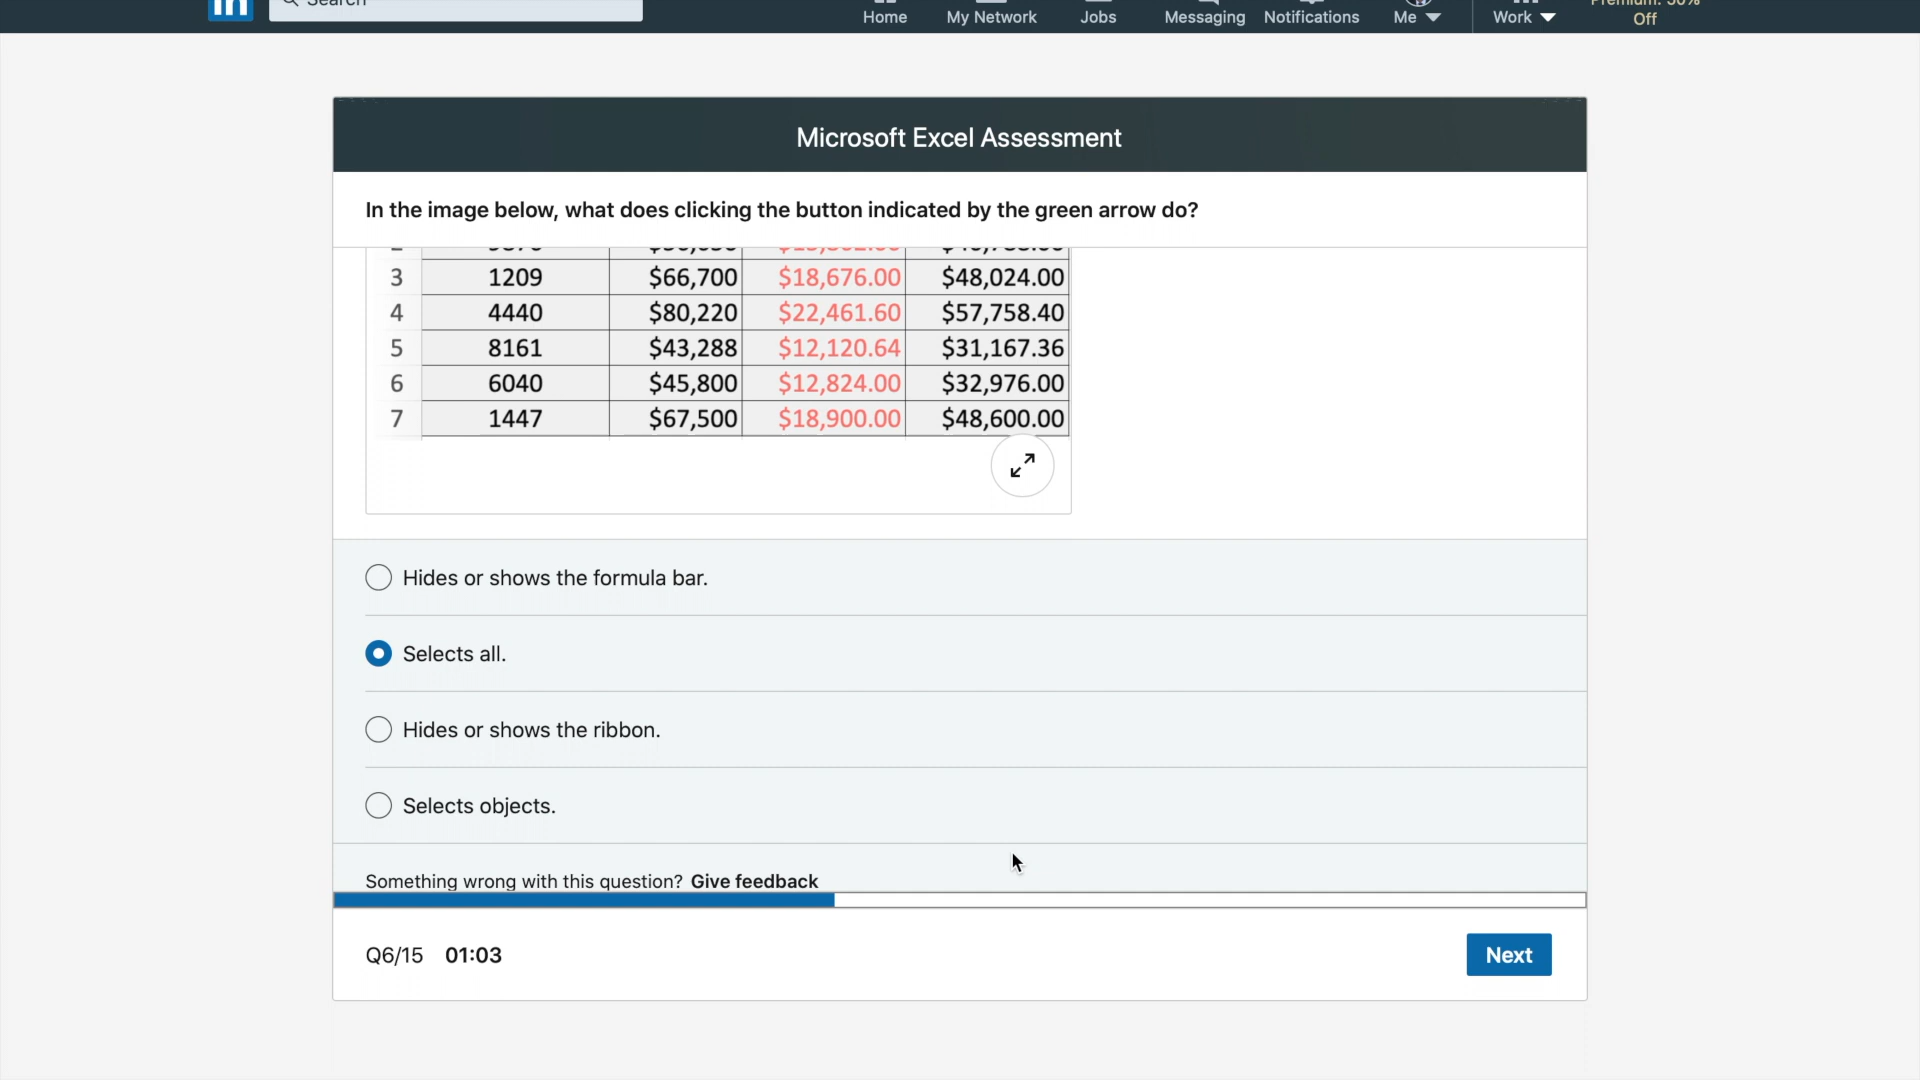 in Search
Home My Network Jobs Messaging Notifications Me Work
Off
Microsoft Excel Assessment
In the image below, what does clicking the button indicated by the green arrow do?
3 1209 $66,700 $18,676.00 $48,024.00
4 4440 $80,220 $22,461.60 $57,758.40
5 8161 $43,288 $12,120.64 $31,167.36
6 6040 $45,800 $12,824.00 $32,976.00
7 1447 $67,500 $18,900.00 $48,600.00
Hides or shows the formula bar.
Selects all.
Hides or shows the ribbon.
Selects objects.
Something wrong with this question? Give feedback
Q6/15 01:03
Next